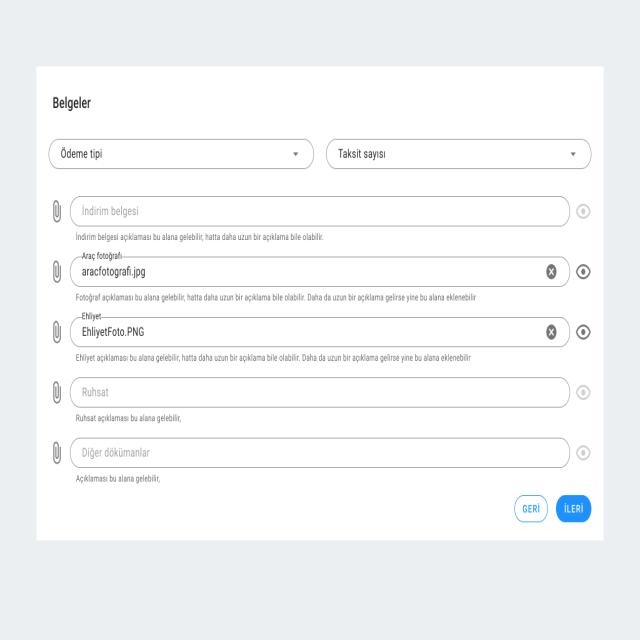 Belgeler
Ödeme tipi
Taksit sayısı
İndirim belgesi
İndirim belgesi açıklaması bu alana gelebilir, hatta daha uzun bir açıklama bile olabilir.
Araç fotoğrafı
aracfotografi.jpg
Fotoğraf açıklaması bu alana gelebilir, hatta daha uzun bir açıklama bile olabilir. Daha da uzun bir açıklama gelirse yine bu alana eklenebilir
Ehliyet
EhliyetFoto.PNG
Ehliyet açıklaması bu alana gelebilir, hatta daha uzun bir açıklama bile olabilir. Daha da uzun bir açıklama gelirse yine bu alana eklenebilir
Ruhsat
Ruhsat açıklaması bu alana gelebilir,
Diğer dökümanlar
Açıklaması bu alana gelebilir,
GERİ
İLERİ